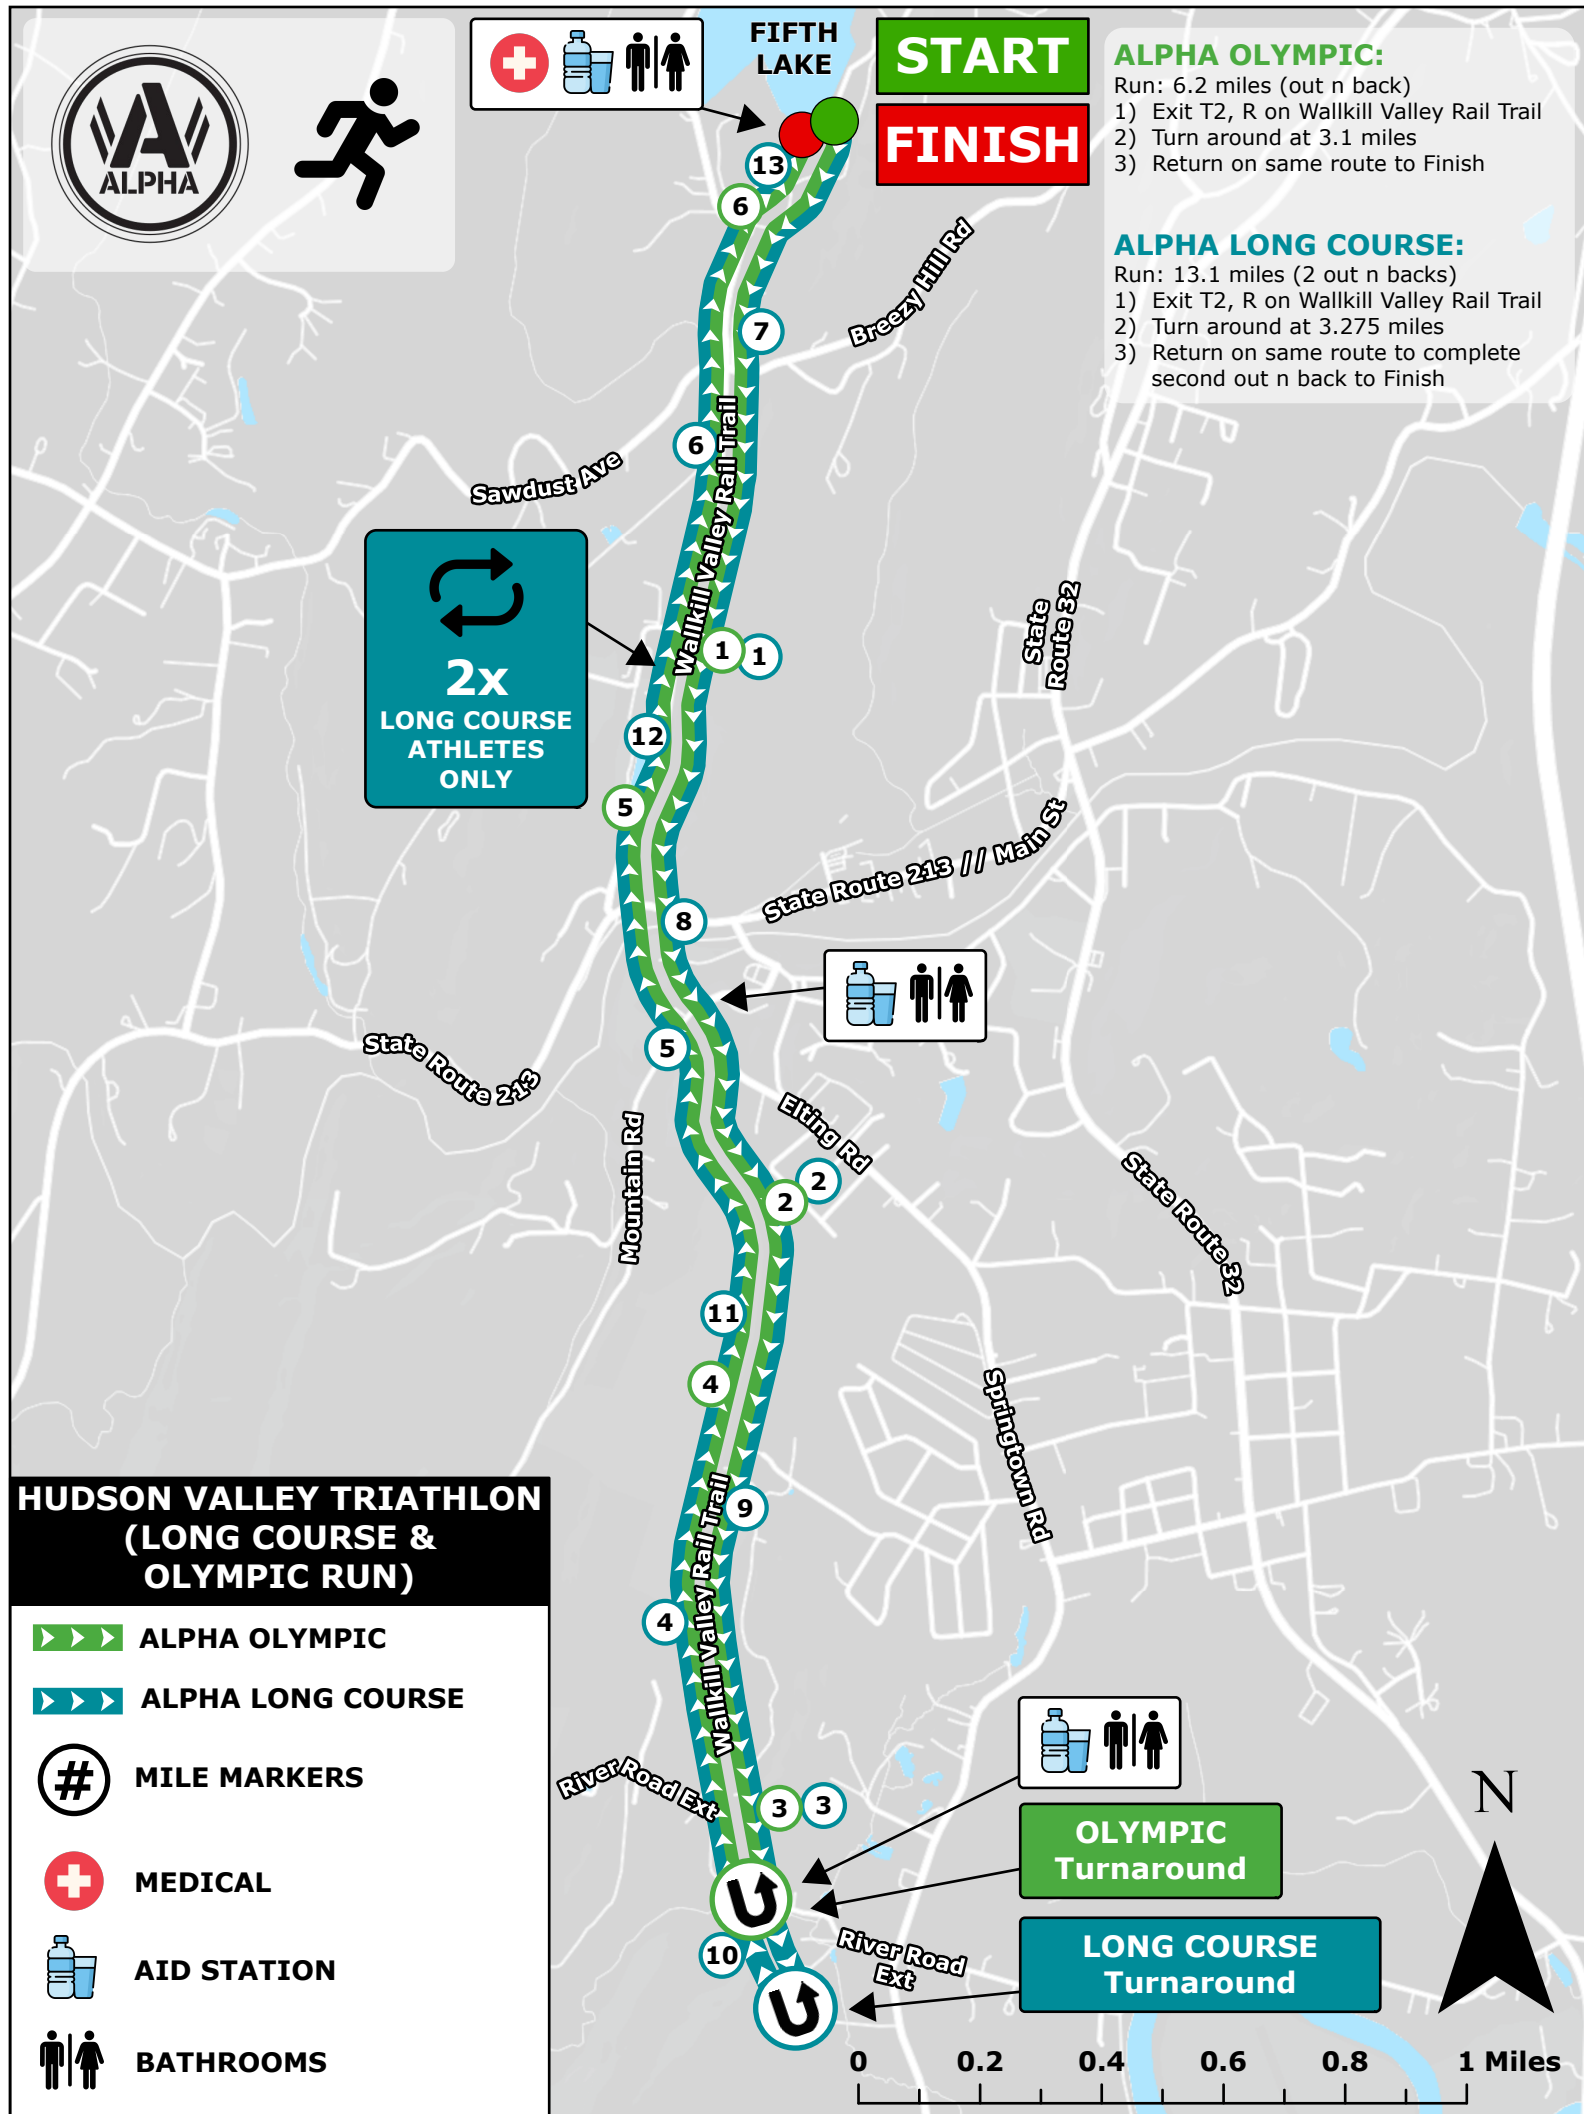 ALPHA
FIFTH
LAKE
START
FINISH
ALPHA OLYMPIC:
Run: 6.2 miles (out n back)
1) Exit T2, R on Wallkill Valley Rail Trail
2) Turn around at 3.1 miles
3) Return on same route to Finish
ALPHA LONG COURSE:
Run: 13.1 miles (2 out n backs)
1) Exit T2, R on Wallkill Valley Rail Trail
2) Turn around at 3.275 miles
3) Return on same route to complete
second out n back to Finish
13
6
Breezy Hill Rd
7
6
Wallkill Valley Rail Trail
Sawdust Ave
2x
LONG COURSE
ATHLETES
ONLY
State
Route 32
1
1
12
5
State Route 213 // Main St
8
5
State Route 213
Elting Rd
Mountain Rd
2
2
State Route 32
11
4
Springtown Rd
9
Wallkill Valley Rail Trail
4
River Road Ext
3
3
OLYMPIC
Turnaround
10
River Road
Ext
LONG COURSE
Turnaround
N
HUDSON VALLEY TRIATHLON
(LONG COURSE &
OLYMPIC RUN)
ALPHA OLYMPIC
ALPHA LONG COURSE
# MILE MARKERS
MEDICAL
AID STATION
BATHROOMS
0 0.2 0.4 0.6 0.8 1 Miles